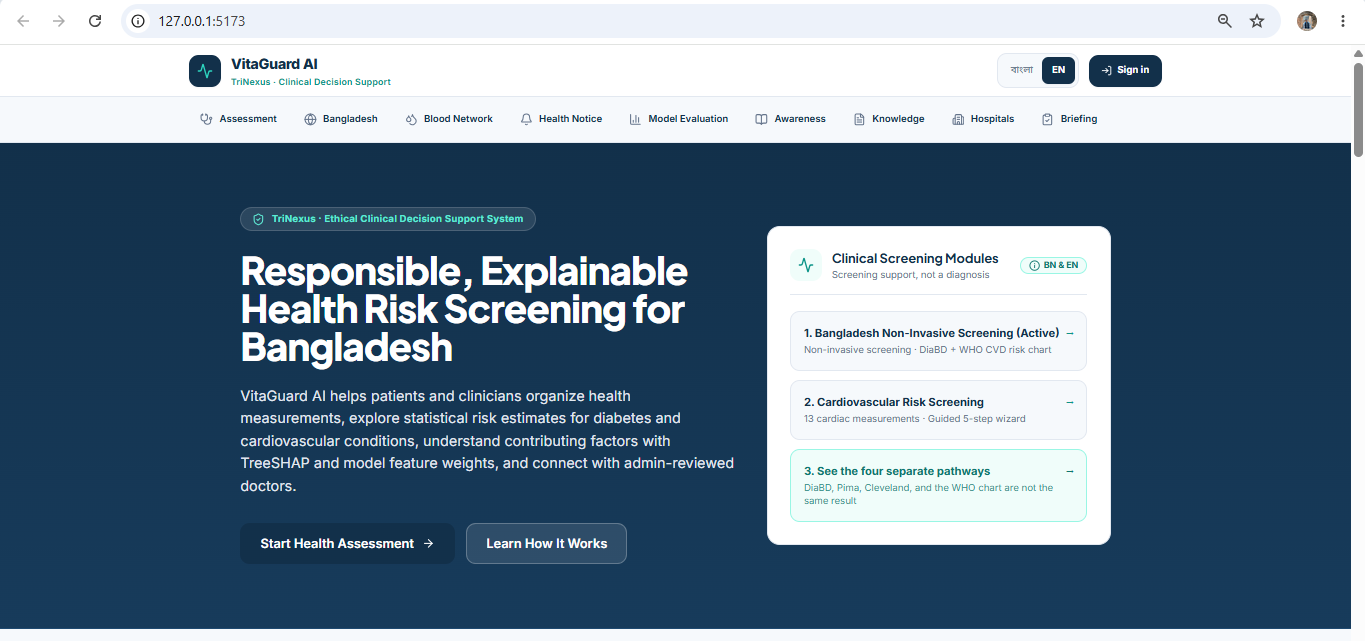 127.0.0.1:5173
VitaGuard AI
TriNexus · Clinical Decision Support
বাংলা
EN
Sign in
Assessment
Bangladesh
Blood Network
Health Notice
Model Evaluation
Awareness
Knowledge
Hospitals
Briefing
TriNexus · Ethical Clinical Decision Support System
Responsible, Explainable
Health Risk Screening for
Bangladesh
VitaGuard AI helps patients and clinicians organize health
measurements, explore statistical risk estimates for diabetes and
cardiovascular conditions, understand contributing factors with
TreeSHAP and model feature weights, and connect with admin-reviewed
doctors.
Start Health Assessment →
Learn How It Works
Clinical Screening Modules
Screening support, not a diagnosis
BN & EN
1. Bangladesh Non-Invasive Screening (Active) →
Non-invasive screening · DiaBD + WHO CVD risk chart
2. Cardiovascular Risk Screening →
13 cardiac measurements · Guided 5-step wizard
3. See the four separate pathways →
DiaBD, Pima, Cleveland, and the WHO chart are not the
same result